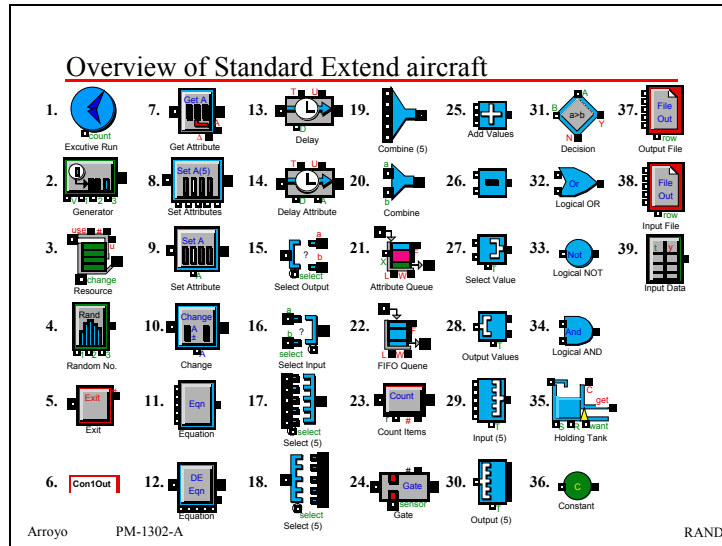 Overview of Standard Extend aircraft
1. count Excutive Run
2. V 1 2 3 Generator
3. use # u change Resource
4. Rand 1 2 3 Random No.
5. Exit # Exit
6. Con1Out
7. Get A A Δ Get Attribute
8. Set A(5) Set Attributes
9. Set A A Set Attribute
10. Change A ± A Change
11. Eqn Equation
12. DE Eqn Equation
13. T U D Delay
14. T U D A Delay Attribute
15. ? a b select Select Output
16. a b ? select Select Input
17. select Select (5)
18. select Select (5)
19. Combine (5)
20. a b Combine
21. X F L W Attribute Queue
22. F L W FIFO Quene
23. Count r # Count Items
24. # Gate sensor Gate
25. Add Values
26.
27. T Select Value
28. T Output Values
29. T Input (5)
30. T Output (5)
31. A B a>b Y N Decision
32. Or Logical OR
33. Not Logical NOT
34. And Logical AND
35. C get S R want Holding Tank
36. C Constant
37. File Out row Output File
38. File Out row Input File
39. t y Input Data
Arroyo PM-1302-A RAND